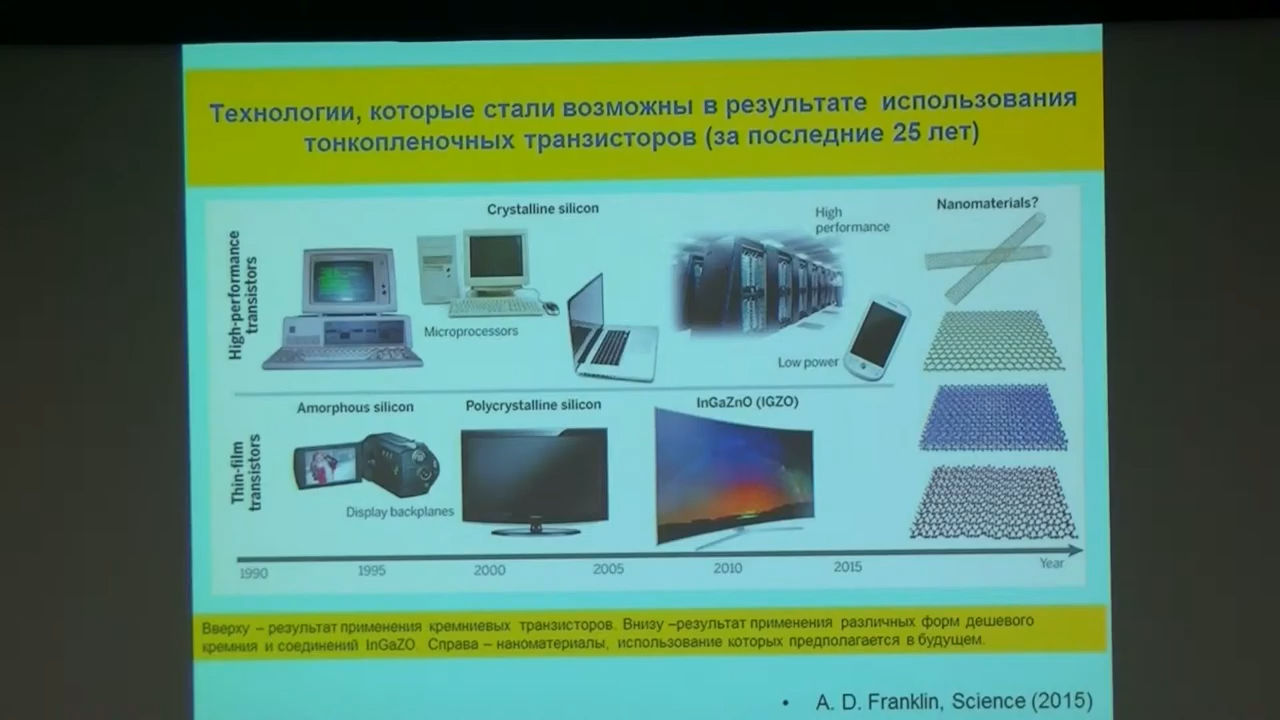 Технологии, которые стали возможны в результате использования
тонкопленочных транзисторов (за последние 25 лет)
High-performance
transistors
Crystalline silicon
Microprocessors
High
performance
Low power
Nanomaterials?
Thin-film
transistors
Amorphous silicon
Display backplanes
Polycrystalline silicon
InGaZnO (IGZO)
1990 1995 2000 2005 2010 2015 Year
Вверху – результат применения кремниевых транзисторов. Внизу –результат применения различных форм дешевого
кремния и соединений InGaZO. Справа – наноматериалы, использование которых предполагается в будущем.
• A. D. Franklin, Science (2015)